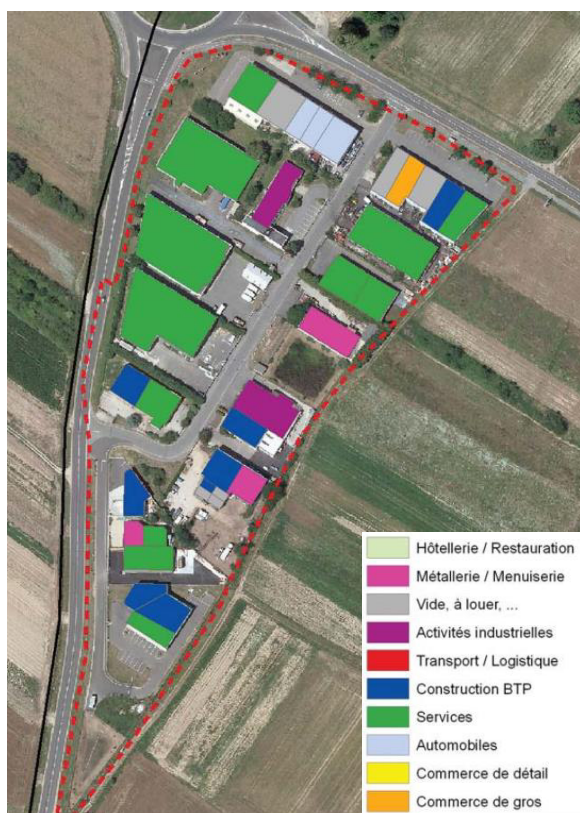 Hôtellerie / Restauration
Métallerie / Menuiserie
Vide, à louer, ...
Activités industrielles
Transport / Logistique
Construction BTP
Services
Automobiles
Commerce de détail
Commerce de gros